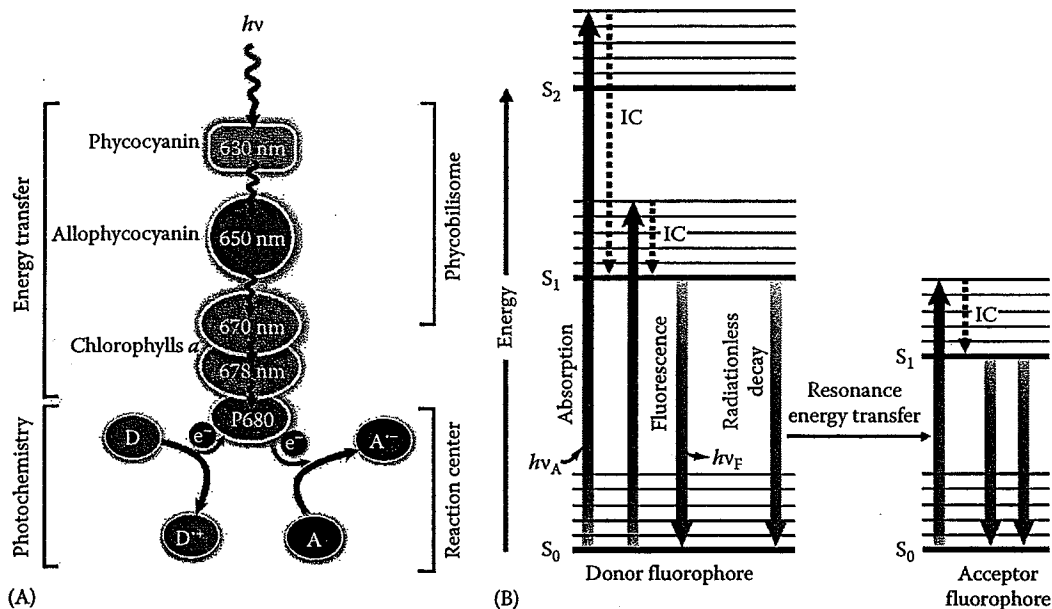 hν
Phycocyanin
630 nm
Allophycocyanin
650 nm
670 nm
Chlorophylls a
678 nm
P680
e⁻
e⁻
D
A•−
D•+
A
Energy transfer
Photochemistry
Phycobilisome
Reaction center
(A)
S2
IC
IC
S1
Energy
Absorption
Fluorescence
Radiationless
decay
hνA
hνF
S0
Donor fluorophore
Resonance
energy transfer
IC
S1
S0
Acceptor
fluorophore
(B)